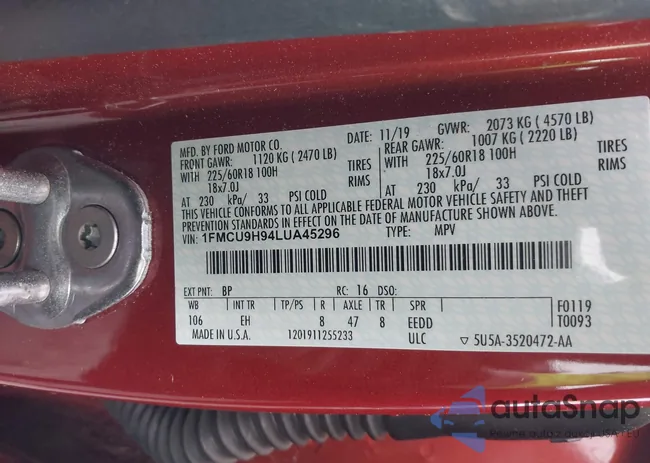 MFD. BY FORD MOTOR CO. DATE: 11/19 GVWR: 2073 KG ( 4570 LB)
FRONT GAWR: 1120 KG ( 2470 LB) REAR GAWR: 1007 KG ( 2220 LB)
WITH 225/60R18 100H TIRES WITH 225/60R18 100H TIRES
18x7.0J RIMS 18x7.0J RIMS
AT 230 kPa/ 33 PSI COLD AT 230 kPa/ 33 PSI COLD
THIS VEHICLE CONFORMS TO ALL APPLICABLE FEDERAL MOTOR VEHICLE SAFETY AND THEFT
PREVENTION STANDARDS IN EFFECT ON THE DATE OF MANUFACTURE SHOWN ABOVE.
VIN: 1FMCU9H94LUA45296 TYPE: MPV
EXT PNT: BP RC: 16 DSO:
WB INT TR TP/PS R AXLE TR SPR F0119
106 EH 8 47 8 EEDD T0093
MADE IN U.S.A. 1201911255233 ULC ▽ 5U5A-3520472-AA
autoSnap